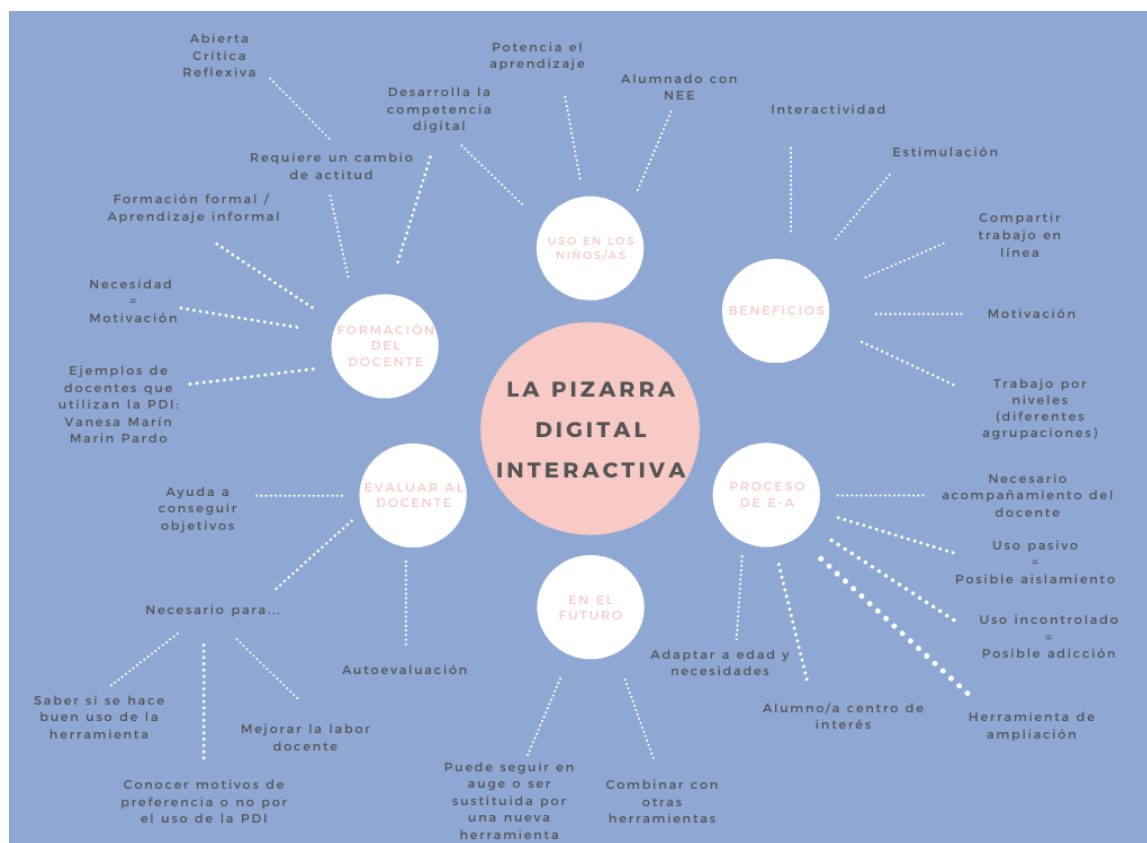 Abierta
Crítica
Reflexiva
Requiere un cambio
de actitud
Formación formal /
Aprendizaje informal
Necesidad
=
Motivación
Ejemplos de
docentes que
utilizan la PDI:
Vanesa Marín
Marin Pardo
FORMACIÓN
DEL
DOCENTE
Desarrolla la
competencia
digital
Potencia el
aprendizaje
Alumnado con
NEE
USO EN LOS
NIÑOS/AS
Interactividad
Estimulación
Compartir
trabajo en
línea
Motivación
Trabajo por
niveles
(diferentes
agrupaciones)
BENEFICIOS
LA PIZARRA
DIGITAL
INTERACTIVA
EVALUAR AL
DOCENTE
Ayuda a
conseguir
objetivos
Necesario para...
Saber si se hace
buen uso de la
herramienta
Conocer motivos de
preferencia o no por
el uso de la PDI
Mejorar la labor
docente
Autoevaluación
EN EL
FUTURO
Puede seguir en
auge o ser
sustituida por
una nueva
herramienta
Combinar con
otras
herramientas
PROCESO
DE E-A
Necesario
acompañamiento del
docente
Uso pasivo
=
Posible aislamiento
Uso incontrolado
=
Posible adicción
Herramienta de
ampliación
Alumno/a centro de
interés
Adaptar a edad y
necesidades